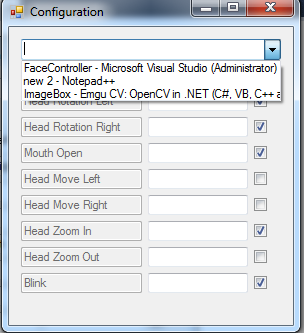 Configuration
FaceController - Microsoft Visual Studio (Administrator)
new 2 - Notepad++
ImageBox - Emgu CV: OpenCV in .NET (C#, VB, C++ a
Head Rotation Left
Head Rotation Right
Mouth Open
Head Move Left
Head Move Right
Head Zoom In
Head Zoom Out
Blink